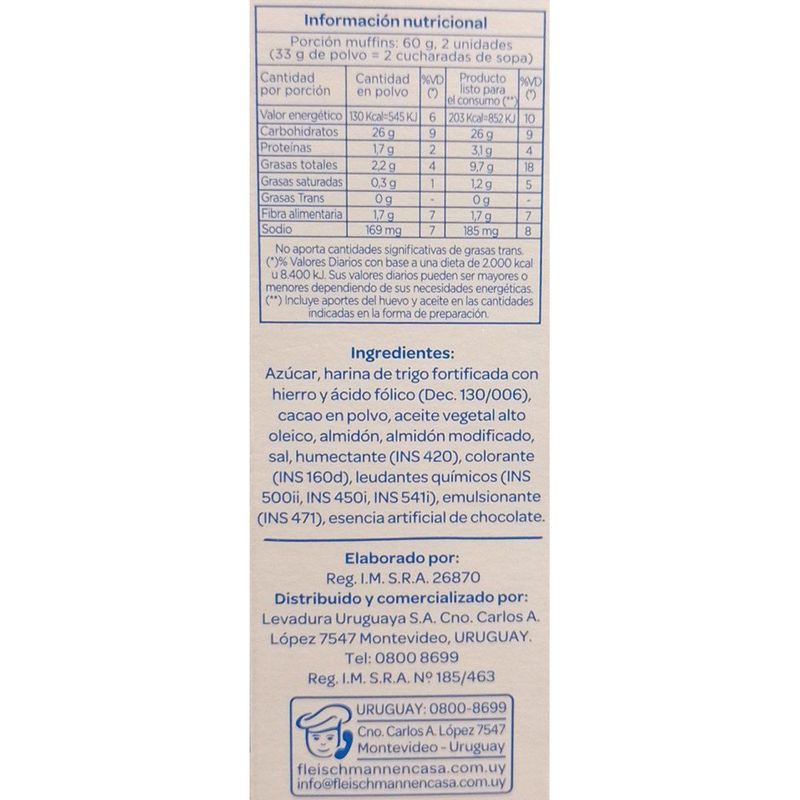 Información nutricional
Porción muffins: 60 g, 2 unidades
(33 g de polvo = 2 cucharadas de sopa)
Cantidad por porción | Cantidad en polvo | %VD (*) | Producto listo para el consumo (**) | %VD (*)
Valor energético | 130 Kcal=545 KJ | 6 | 203 Kcal=852 KJ | 10
Carbohidratos | 26 g | 9 | 26 g | 9
Proteínas | 1,7 g | 2 | 3,1 g | 4
Grasas totales | 2,2 g | 4 | 9,7 g | 18
Grasas saturadas | 0,3 g | 1 | 1,2 g | 5
Grasas Trans | 0 g | - | 0 g | -
Fibra alimentaria | 1,7 g | 7 | 1,7 g | 7
Sodio | 169 mg | 7 | 185 mg | 8
No aporta cantidades significativas de grasas trans.
(*)% Valores Diarios con base a una dieta de 2.000 kcal
u 8.400 kJ. Sus valores diarios pueden ser mayores o
menores dependiendo de sus necesidades energéticas.
(**) Incluye aportes del huevo y aceite en las cantidades
indicadas en la forma de preparación.
Ingredientes:
Azúcar, harina de trigo fortificada con
hierro y ácido fólico (Dec. 130/006),
cacao en polvo, aceite vegetal alto
oleico, almidón, almidón modificado,
sal, humectante (INS 420), colorante
(INS 160d), leudantes químicos (INS
500ii, INS 450i, INS 541i), emulsionante
(INS 471), esencia artificial de chocolate.
Elaborado por:
Reg. I.M. S.R.A. 26870
Distribuido y comercializado por:
Levadura Uruguaya S.A. Cno. Carlos A.
López 7547 Montevideo, URUGUAY.
Tel: 0800 8699
Reg. I.M. S.R.A. Nº 185/463
URUGUAY: 0800-8699
Cno. Carlos A. López 7547
Montevideo - Uruguay
fleischmannencasa.com.uy
info@fleischmannencasa.com.uy